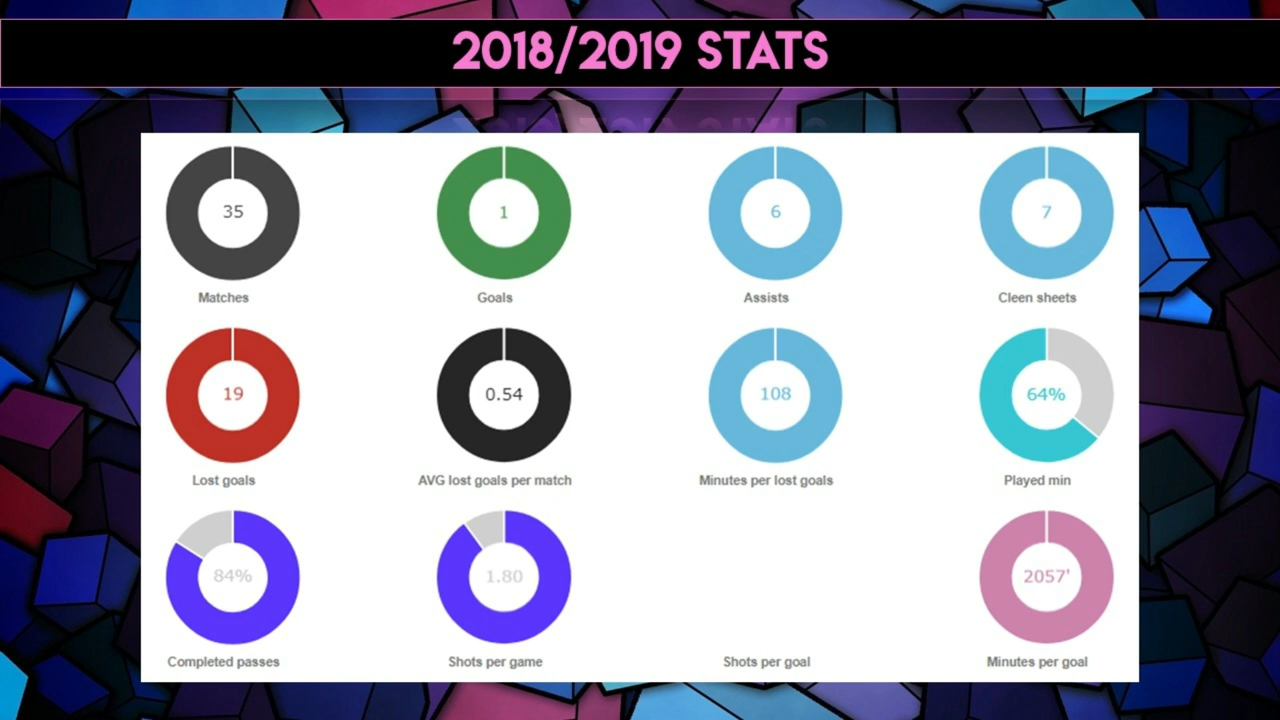 2018/2019 STATS
35
1
6
7
Matches
Goals
Assists
Cleen sheets
19
0.54
108
64%
Lost goals
AVG lost goals per match
Minutes per lost goals
Played min
84%
1.80
2057'
Completed passes
Shots per game
Shots per goal
Minutes per goal